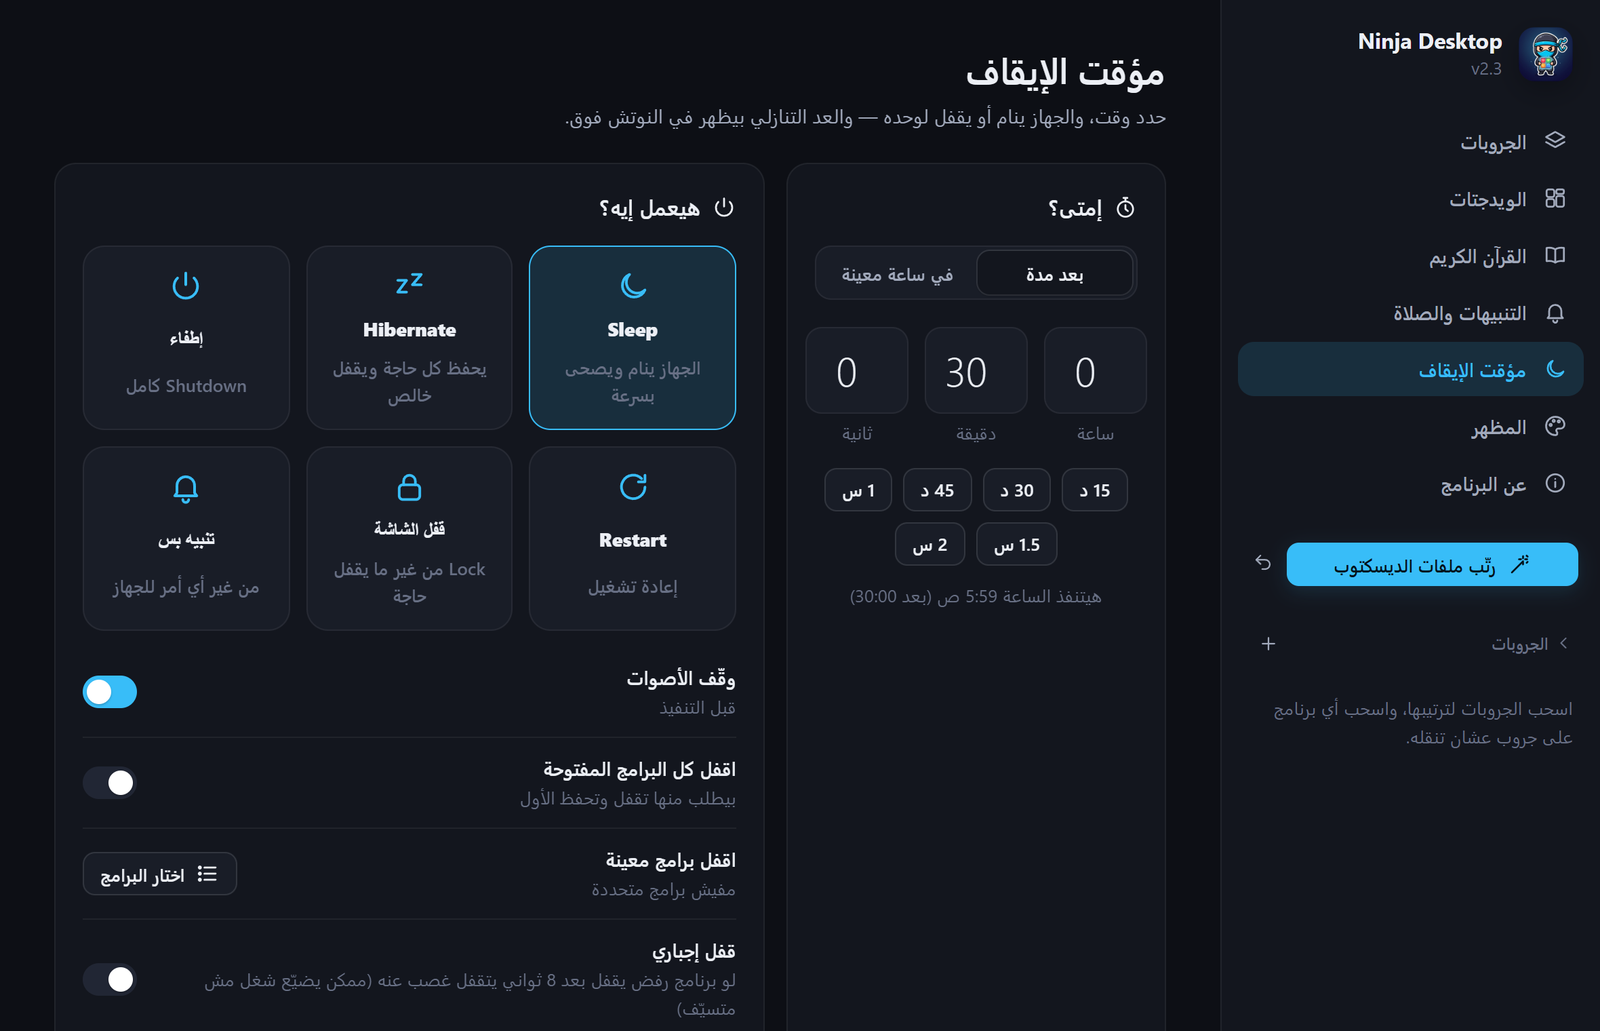 Ninja Desktop
v2.3
الجروبات
الويدجتات
القرآن الكريم
التنبيهات والصلاة
مؤقت الإيقاف
المظهر
عن البرنامج
رتّب ملفات الديسكتوب
الجروبات
اسحب الجروبات لترتيبها، واسحب أي برنامج
على جروب عشان تنقله.
مؤقت الإيقاف
حدد وقت، والجهاز ينام أو يقفل لوحده — والعد التنازلي بيظهر في النوتش فوق.
إمتى؟
بعد مدة
في ساعة معينة
0
30
0
ساعة
دقيقة
ثانية
15 د
30 د
45 د
1 س
1.5 س
2 س
هيتنفذ الساعة 5:59 ص (بعد 30:00)
هيعمل إيه؟
Sleep
الجهاز ينام ويصحى
بسرعة
Hibernate
يحفظ كل حاجة ويقفل
خالص
إطفاء
Shutdown كامل
Restart
إعادة تشغيل
قفل الشاشة
Lock من غير ما يقفل
حاجة
تنبيه بس
من غير أي أمر للجهاز
وقّف الأصوات
قبل التنفيذ
اقفل كل البرامج المفتوحة
بيطلب منها تقفل وتحفظ الأول
اقفل برامج معينة
مفيش برامج متحددة
اختار البرامج
قفل إجباري
لو برنامج رفض يقفل بعد 8 ثواني يتقفل غصب عنه (ممكن يضيّع شغل مش
متسيّف)